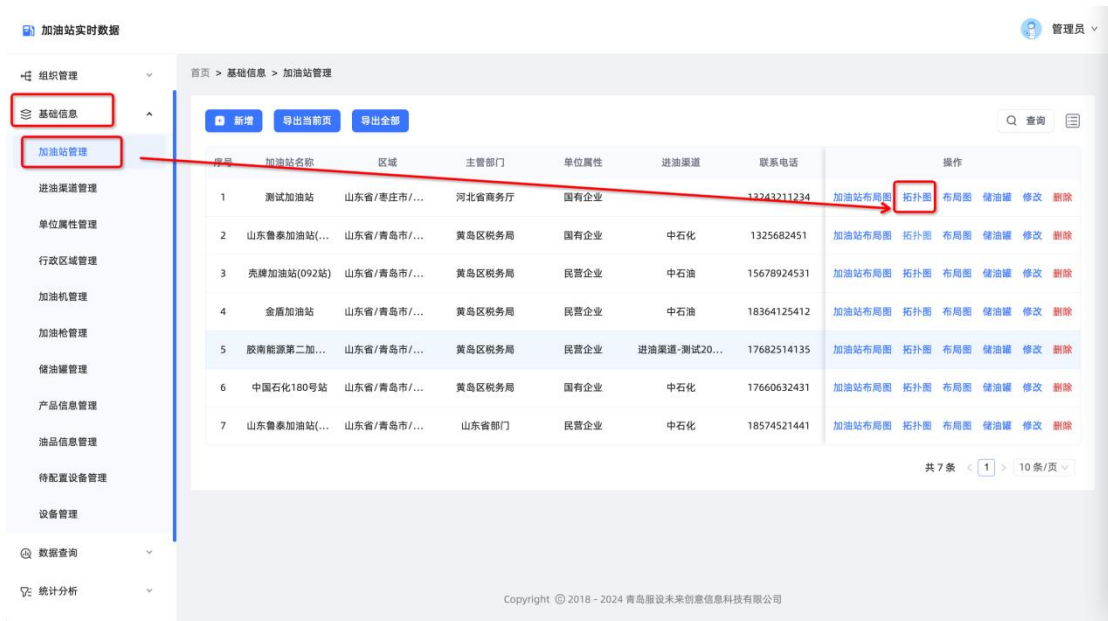 加油站实时数据
管理员
组织管理
首页 > 基础信息 > 加油站管理
基础信息
新增 导出当前页 导出全部 查询
加油站管理
序号 加油站名称 区域 主管部门 单位属性 进油渠道 联系电话 操作
进油渠道管理
1 测试加油站 山东省/枣庄市/... 河北省商务厅 国有企业 13243211234 加油站布局图 拓扑图 布局图 储油罐 修改 删除
单位属性管理
2 山东鲁泰加油站(... 山东省/青岛市/... 黄岛区税务局 国有企业 中石化 1325682451 加油站布局图 拓扑图 布局图 储油罐 修改 删除
行政区域管理
3 壳牌加油站(092站) 山东省/青岛市/... 黄岛区税务局 民营企业 中石油 15678924531 加油站布局图 拓扑图 布局图 储油罐 修改 删除
加油机管理
4 金盾加油站 山东省/青岛市/... 黄岛区税务局 民营企业 中石油 18364125412 加油站布局图 拓扑图 布局图 储油罐 修改 删除
加油枪管理
5 胶南能源第二加... 山东省/青岛市/... 黄岛区税务局 民营企业 进油渠道-测试20... 17682514135 加油站布局图 拓扑图 布局图 储油罐 修改 删除
储油罐管理
6 中国石化180号站 山东省/青岛市/... 黄岛区税务局 国有企业 中石化 17660632431 加油站布局图 拓扑图 布局图 储油罐 修改 删除
产品信息管理
7 山东鲁泰加油站(... 山东省/青岛市/... 山东省部门 民营企业 中石化 18574521441 加油站布局图 拓扑图 布局图 储油罐 修改 删除
油品信息管理
共 7 条 < 1 > 10 条/页
待配置设备管理
设备管理
数据查询
统计分析
Copyright © 2018 - 2024 青岛服设未来创意信息科技有限公司